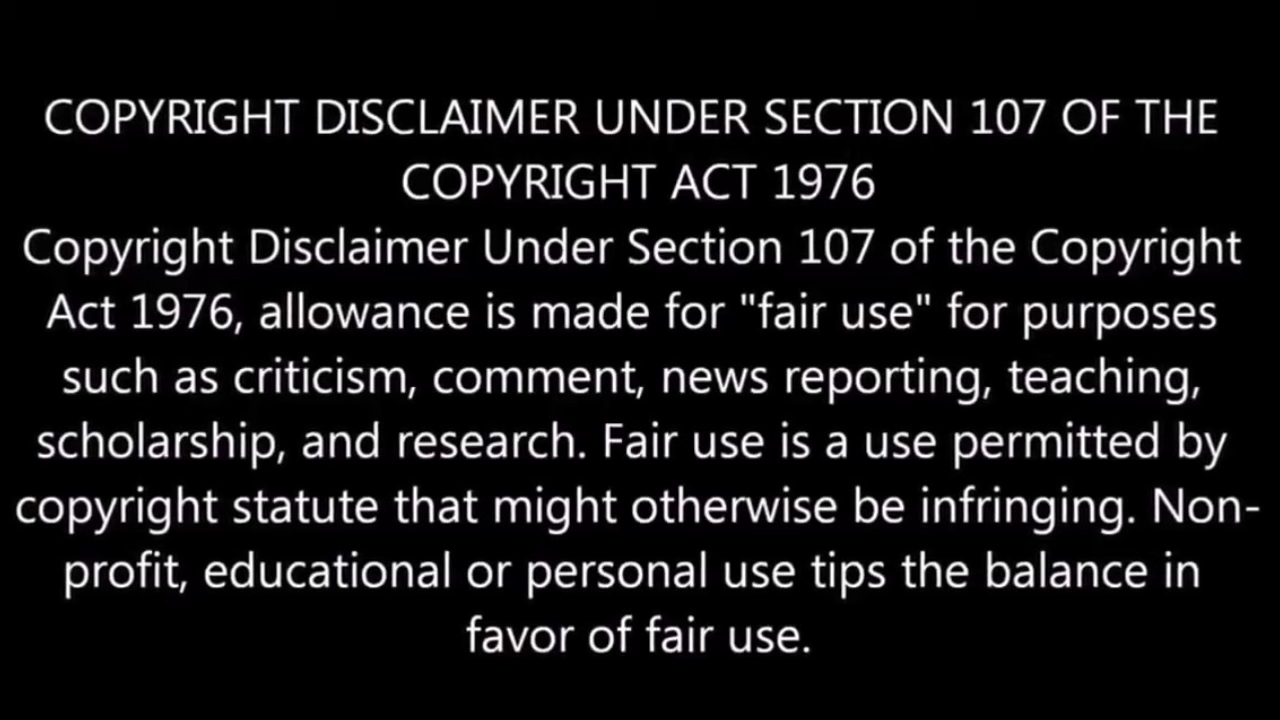 COPYRIGHT DISCLAIMER UNDER SECTION 107 OF THE
COPYRIGHT ACT 1976
Copyright Disclaimer Under Section 107 of the Copyright
Act 1976, allowance is made for "fair use" for purposes
such as criticism, comment, news reporting, teaching,
scholarship, and research. Fair use is a use permitted by
copyright statute that might otherwise be infringing. Non-
profit, educational or personal use tips the balance in
favor of fair use.